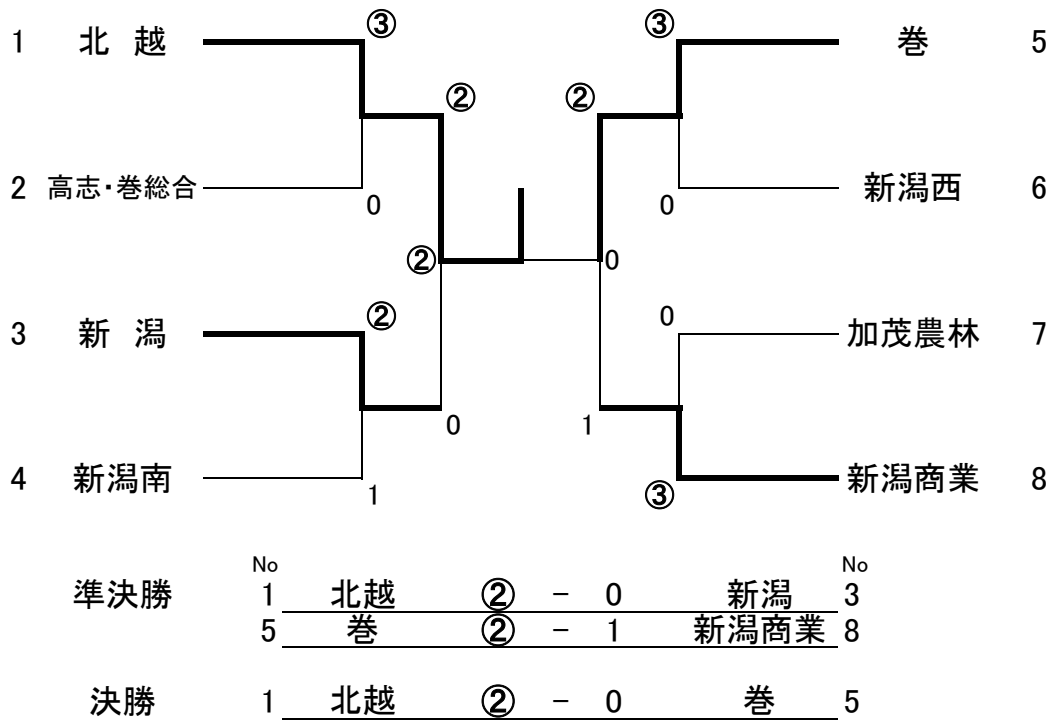 ③ ③
1 北 越 巻 5
② ②
2 高志・巻総合 0 0 新潟西 6
② 0
3 新 潟 ② 0 加茂農林 7
0 1
4 新潟南 1 ③ 新潟商業 8
No No
準決勝 1 北越 ② － 0 新潟 3
5 巻 ② － 1 新潟商業 8
決勝 1 北越 ② － 0 巻 5